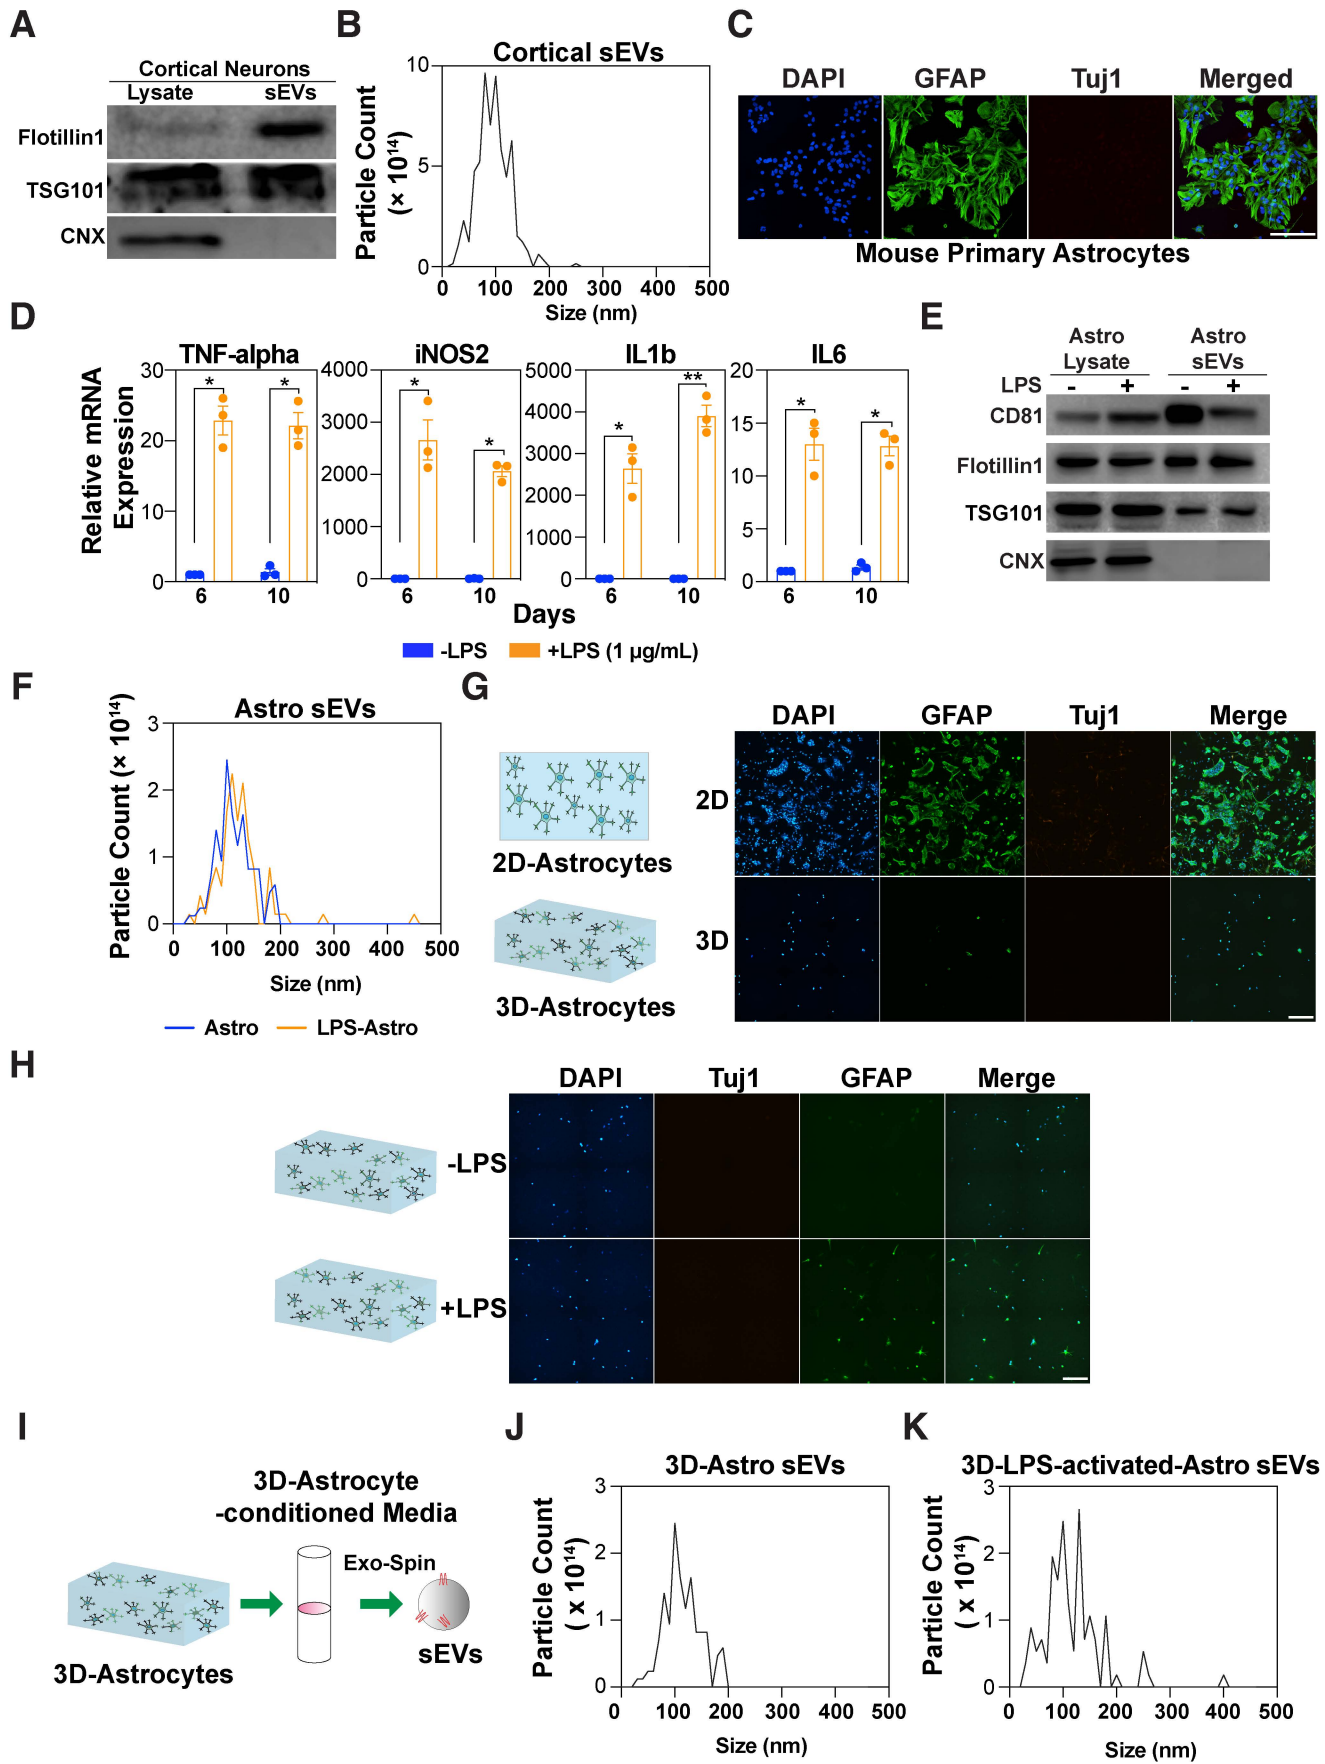 A
Cortical Neurons
Lysate sEVs
Flotillin1
TSG101
CNX
B
Cortical sEVs
Particle Count
(× 10¹⁴)
10
5
0
0 100 200 300 400 500
Size (nm)
C
DAPI GFAP Tuj1 Merged
Mouse Primary Astrocytes
D
Relative mRNA
Expression
TNF-alpha
30
20
10
0
6 10
iNOS2
4000
3000
2000
1000
0
6 10
IL1b
5000
4000
3000
2000
1000
0
6 10
IL6
20
15
10
5
0
6 10
* * * * * ** * *
Days
-LPS +LPS (1 µg/mL)
E
Astro Astro
Lysate sEVs
LPS - + - +
CD81
Flotillin1
TSG101
CNX
F
Astro sEVs
Particle Count (× 10¹⁴)
3
2
1
0
0 100 200 300 400 500
Size (nm)
Astro LPS-Astro
G
2D-Astrocytes
3D-Astrocytes
DAPI GFAP Tuj1 Merge
2D
3D
H
DAPI Tuj1 GFAP Merge
-LPS
+LPS
I
3D-Astrocyte
-conditioned Media
Exo-Spin
sEVs
3D-Astrocytes
J
3D-Astro sEVs
Particle Count
( x 10¹⁴)
3
2
1
0
0 100 200 300 400 500
Size (nm)
K
3D-LPS-activated-Astro sEVs
Particle Count
( x 10¹⁴)
3
2
1
0
0 100 200 300 400 500
Size (nm)